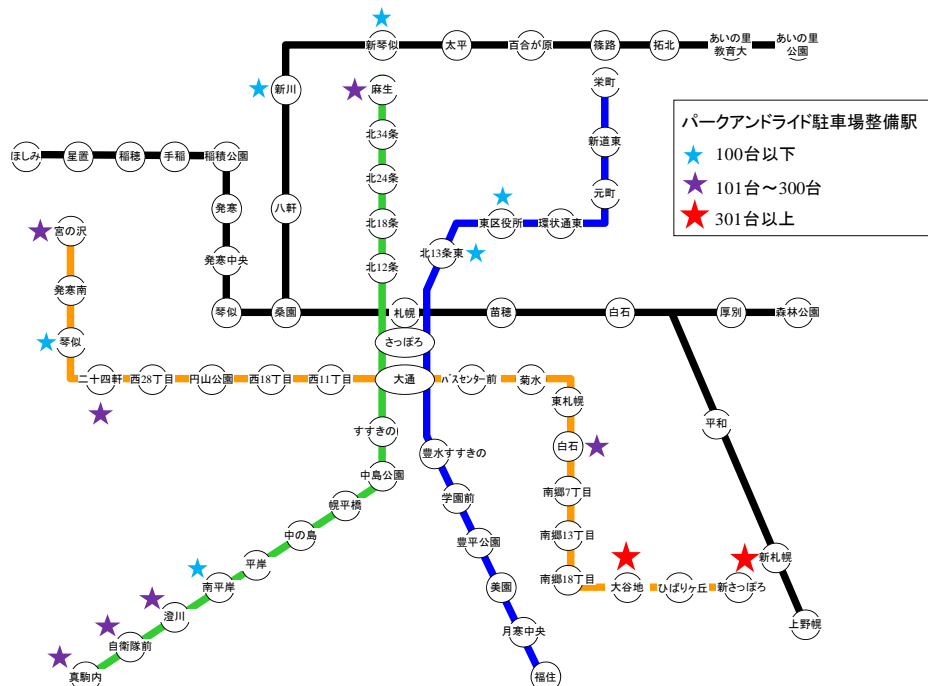 新琴似
太平
百合が原
篠路
拓北
あいの里
教育大
あいの里
公園
新川
麻生
栄町
パークアンドライド駐車場整備駅
100台以下
101台～300台
301台以上
北34条
新道東
ほしみ
星置
稲穂
手稲
稲積公園
北24条
元町
発寒
八軒
北18条
東区役所
環状通東
宮の沢
発寒中央
北12条
北13条東
発寒南
琴似
桑園
札幌
苗穂
白石
厚別
森林公園
琴似
さっぽろ
二十四軒
西28丁目
円山公園
西18丁目
西11丁目
大通
バスセンター前
菊水
東札幌
平和
すすきの
豊水すすきの
白石
中島公園
南郷7丁目
幌平橋
学園前
中の島
豊平公園
南郷13丁目
平岸
新札幌
南平岸
美園
南郷18丁目
大谷地
ひばりヶ丘
新さっぽろ
澄川
月寒中央
上野幌
自衛隊前
真駒内
福住